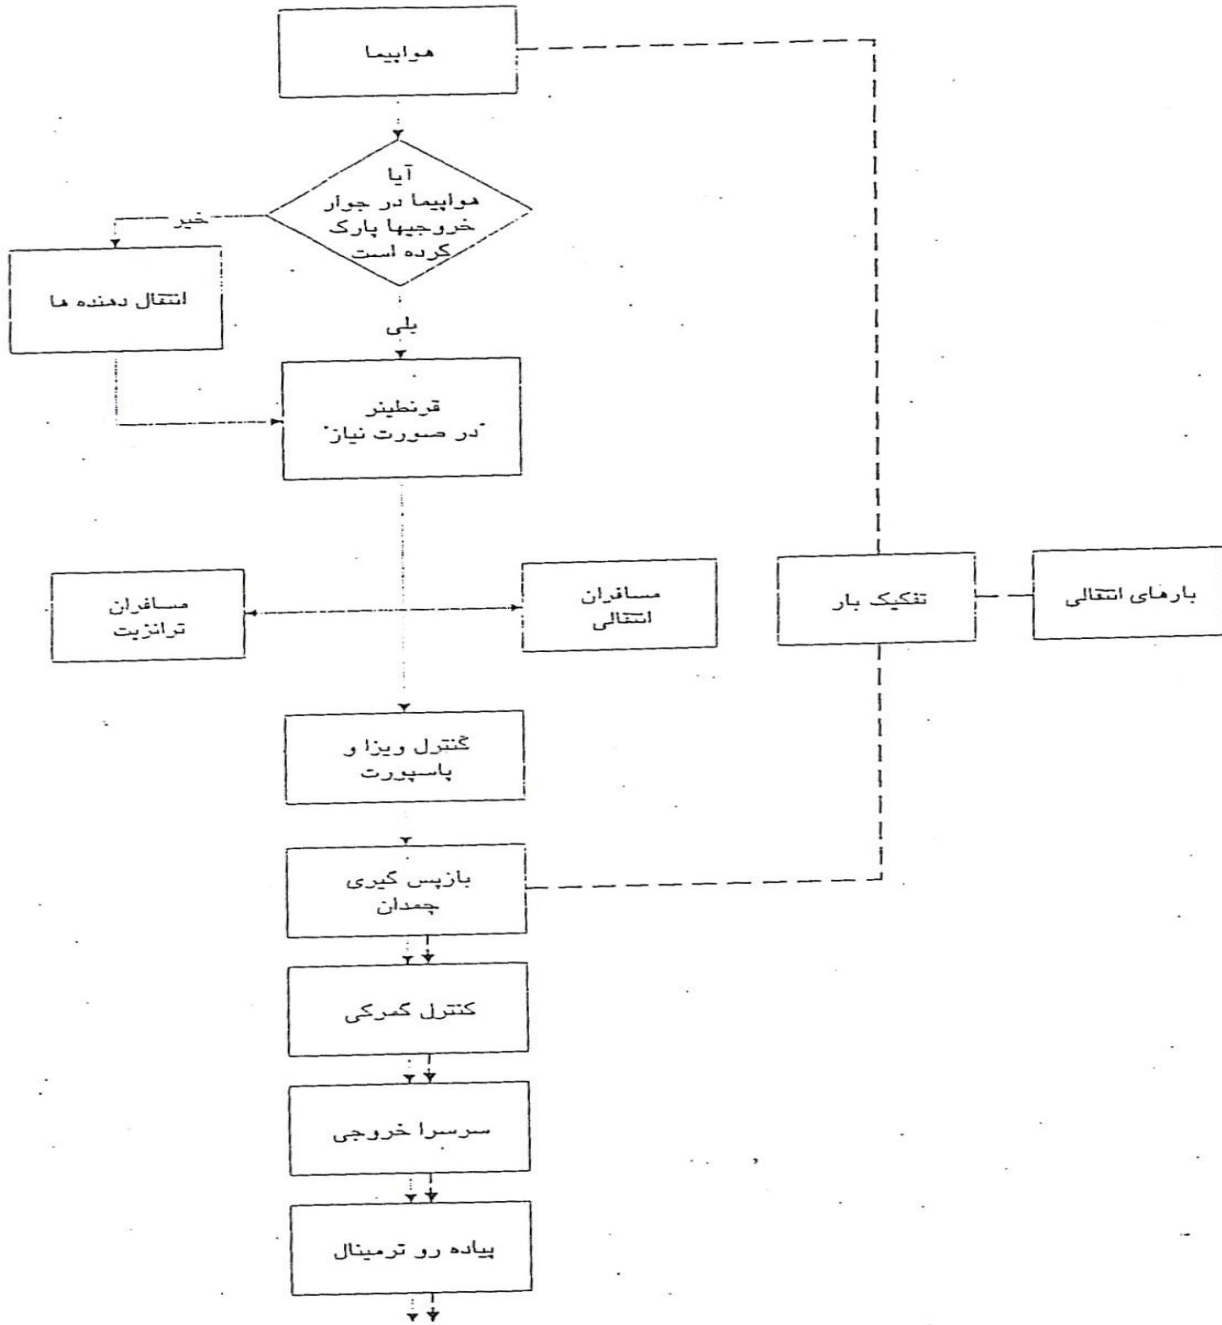 هواپیما
آیا
هواپیما در جوار
خروجیها پارک
کرده است
خیر
انتقال دهنده ها
بلی
قرنطینر
"در صورت نیاز"
مسافران
ترانزیت
مسافران
انتقالی
تفکیک بار
بارهای انتقالی
کنترل ویزا و
پاسپورت
بازپس گیری
چمدان
کنترل گمرکی
سرسرا خروجی
پیاده رو ترمینال